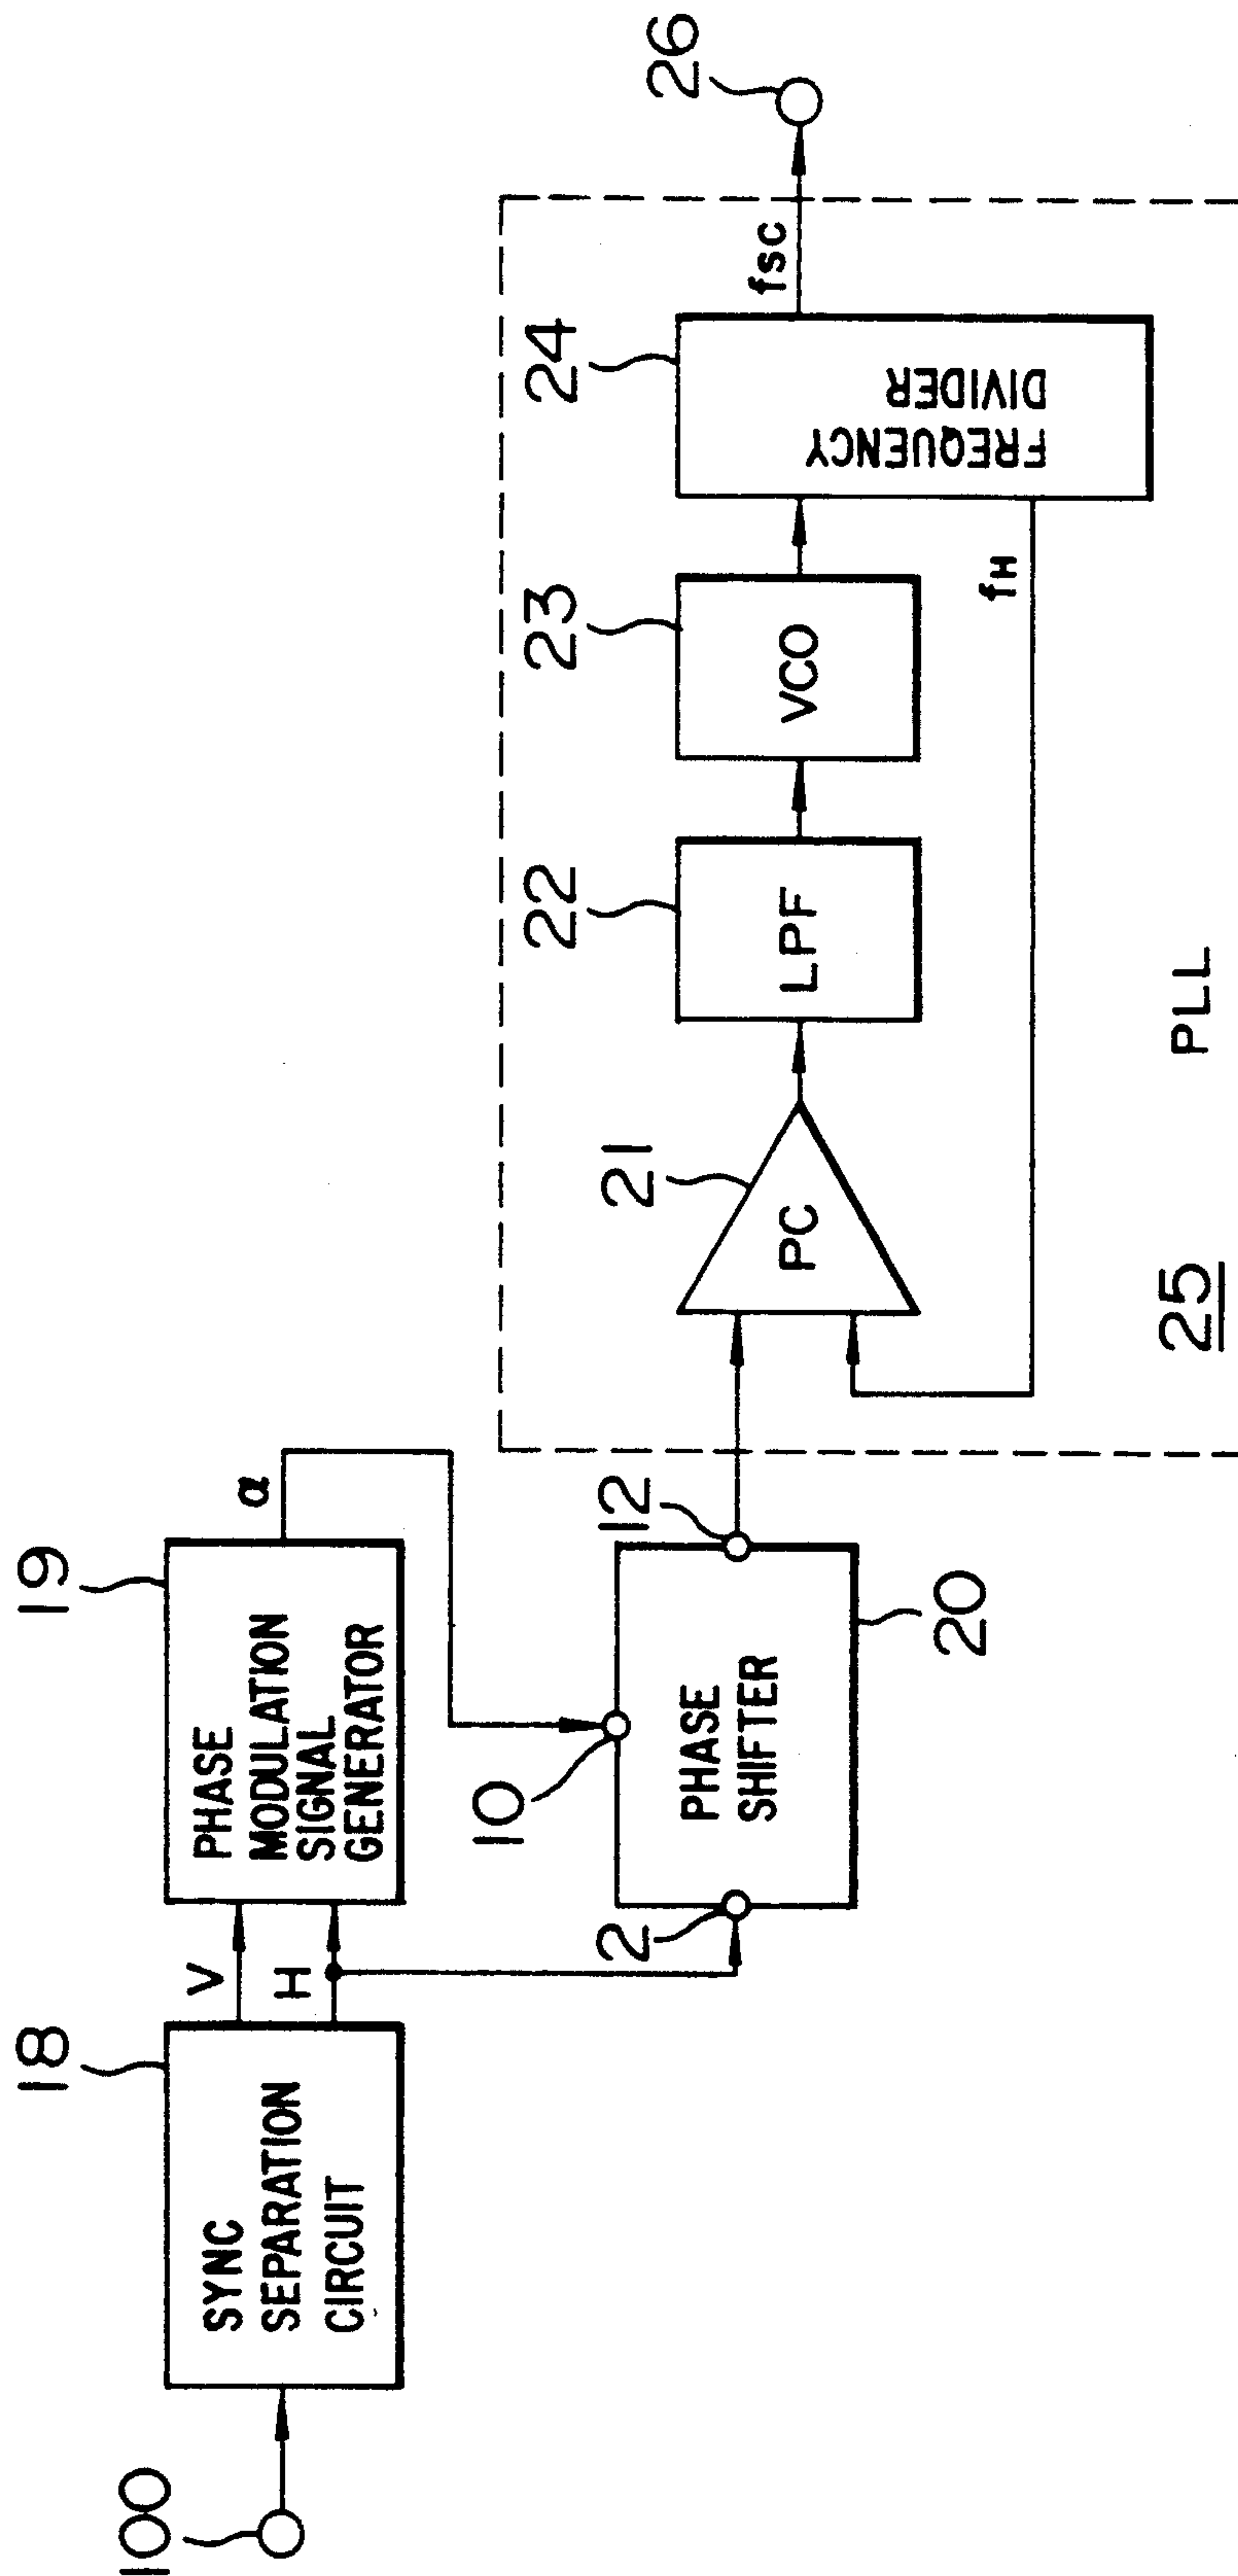 100
18
SYNC
SEPARATION
CIRCUIT
V
H
19
PHASE
MODULATION
SIGNAL
GENERATOR
α
10
2
PHASE
SHIFTER
12
20
21
PC
22
LPF
23
VCO
24
FREQUENCY
DIVIDER
fSC
fH
26
25
PLL